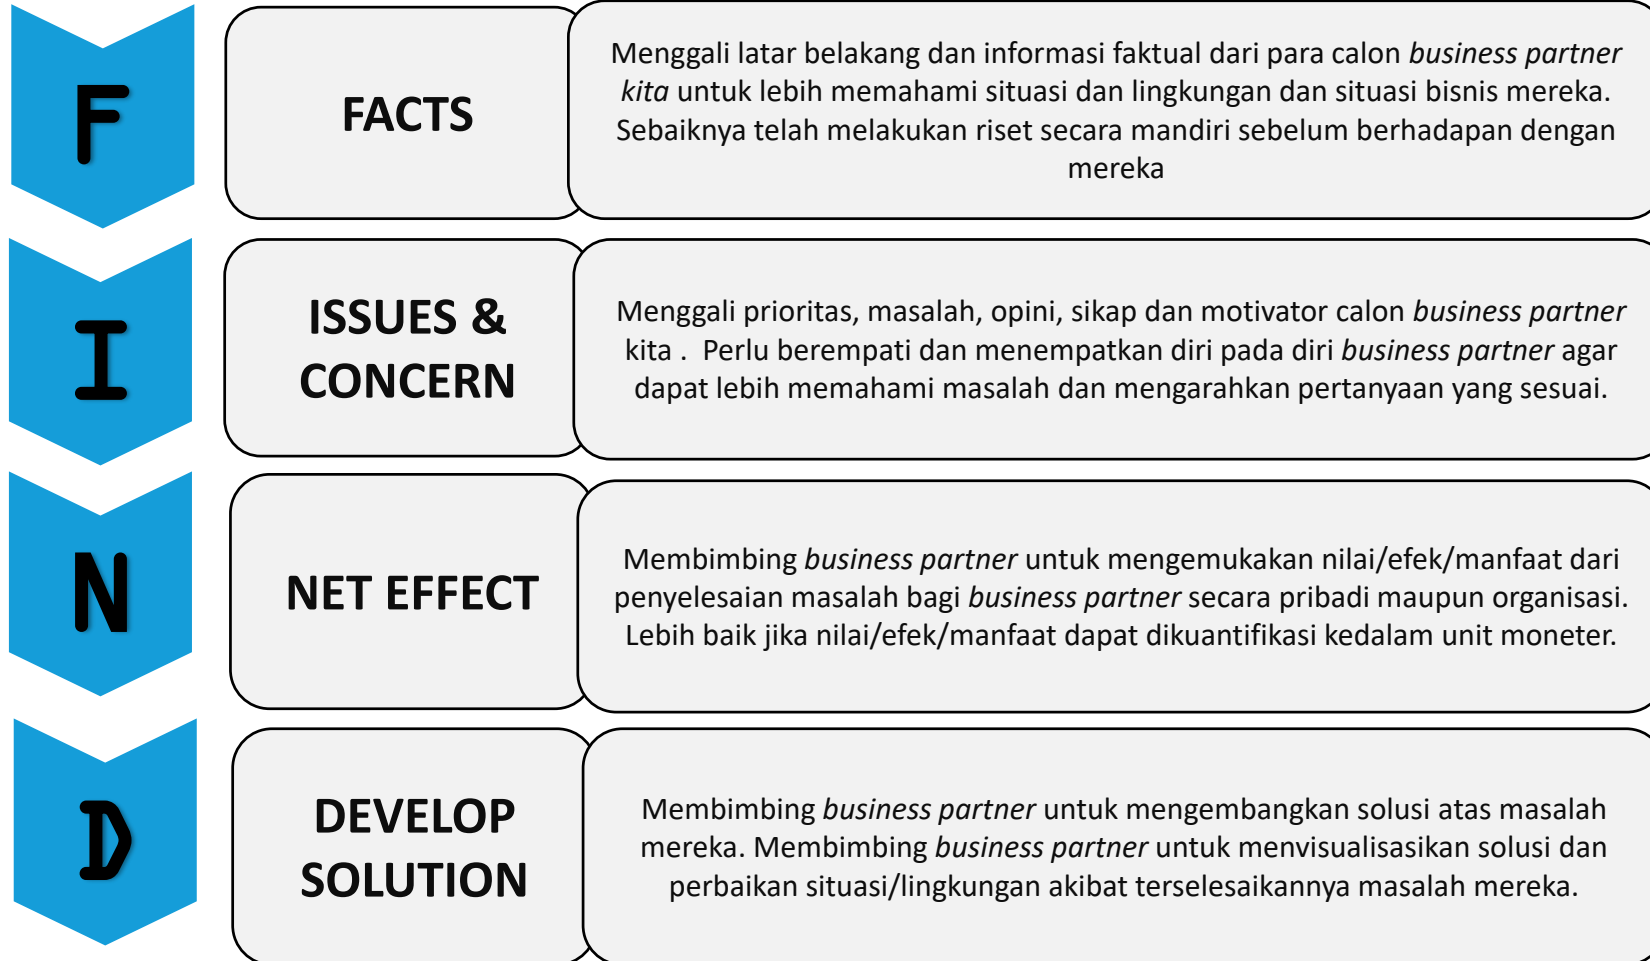 F
FACTS
Menggali latar belakang dan informasi faktual dari para calon business partner
kita untuk lebih memahami situasi dan lingkungan dan situasi bisnis mereka.
Sebaiknya telah melakukan riset secara mandiri sebelum berhadapan dengan
mereka
I
ISSUES &
CONCERN
Menggali prioritas, masalah, opini, sikap dan motivator calon business partner
kita .  Perlu berempati dan menempatkan diri pada diri business partner agar
dapat lebih memahami masalah dan mengarahkan pertanyaan yang sesuai.
N
NET EFFECT
Membimbing business partner untuk mengemukakan nilai/efek/manfaat dari
penyelesaian masalah bagi business partner secara pribadi maupun organisasi.
Lebih baik jika nilai/efek/manfaat dapat dikuantifikasi kedalam unit moneter.
D
DEVELOP
SOLUTION
Membimbing business partner untuk mengembangkan solusi atas masalah
mereka. Membimbing business partner untuk menvisualisasikan solusi dan
perbaikan situasi/lingkungan akibat terselesaikannya masalah mereka.